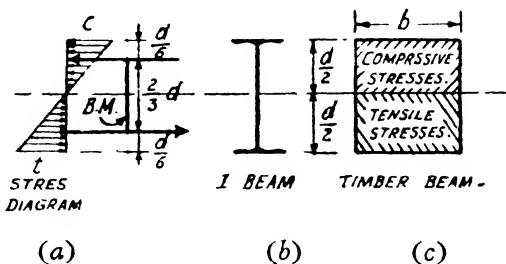 c
d/6
B.M.
2/3 d
d/6
t
STRES
DIAGRAM
(a)
d/2
d/2
I BEAM
(b)
b
COMPRSSIVE
STRESSES.
TENSILE
STRESSES.
TIMBER BEAM.
(c)